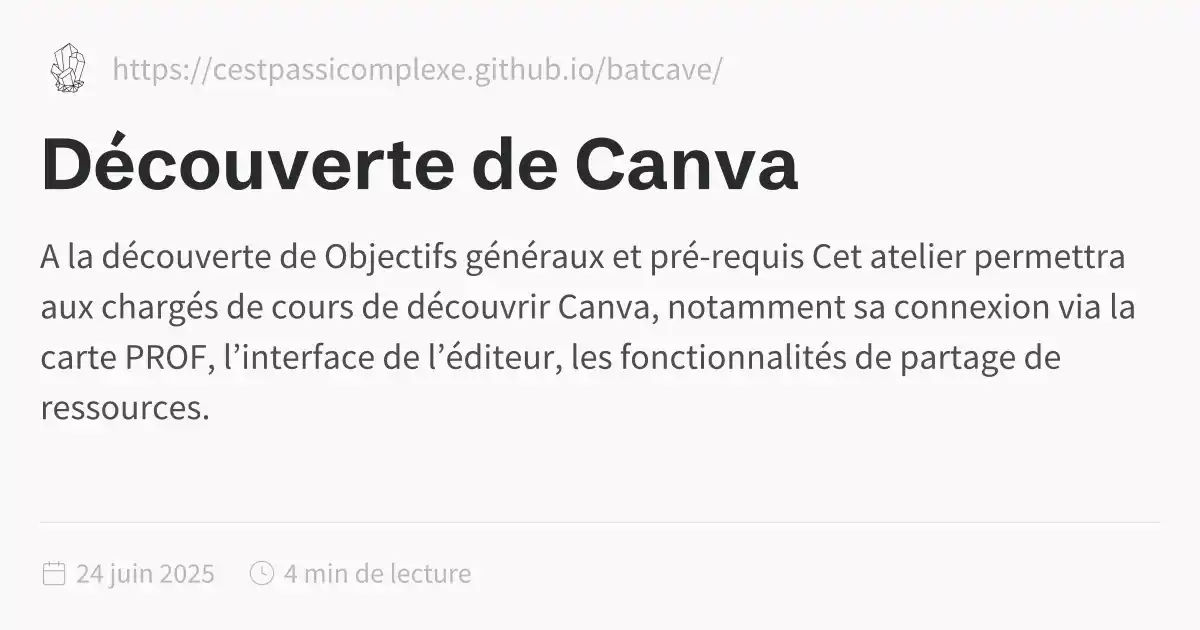 https://cestpassicomplexe.github.io/batcave/
Découverte de Canva
A la découverte de Objectifs généraux et pré-requis Cet atelier permettra
aux chargés de cours de découvrir Canva, notamment sa connexion via la
carte PROF, l’interface de l’éditeur, les fonctionnalités de partage de
ressources.
24 juin 2025
4 min de lecture